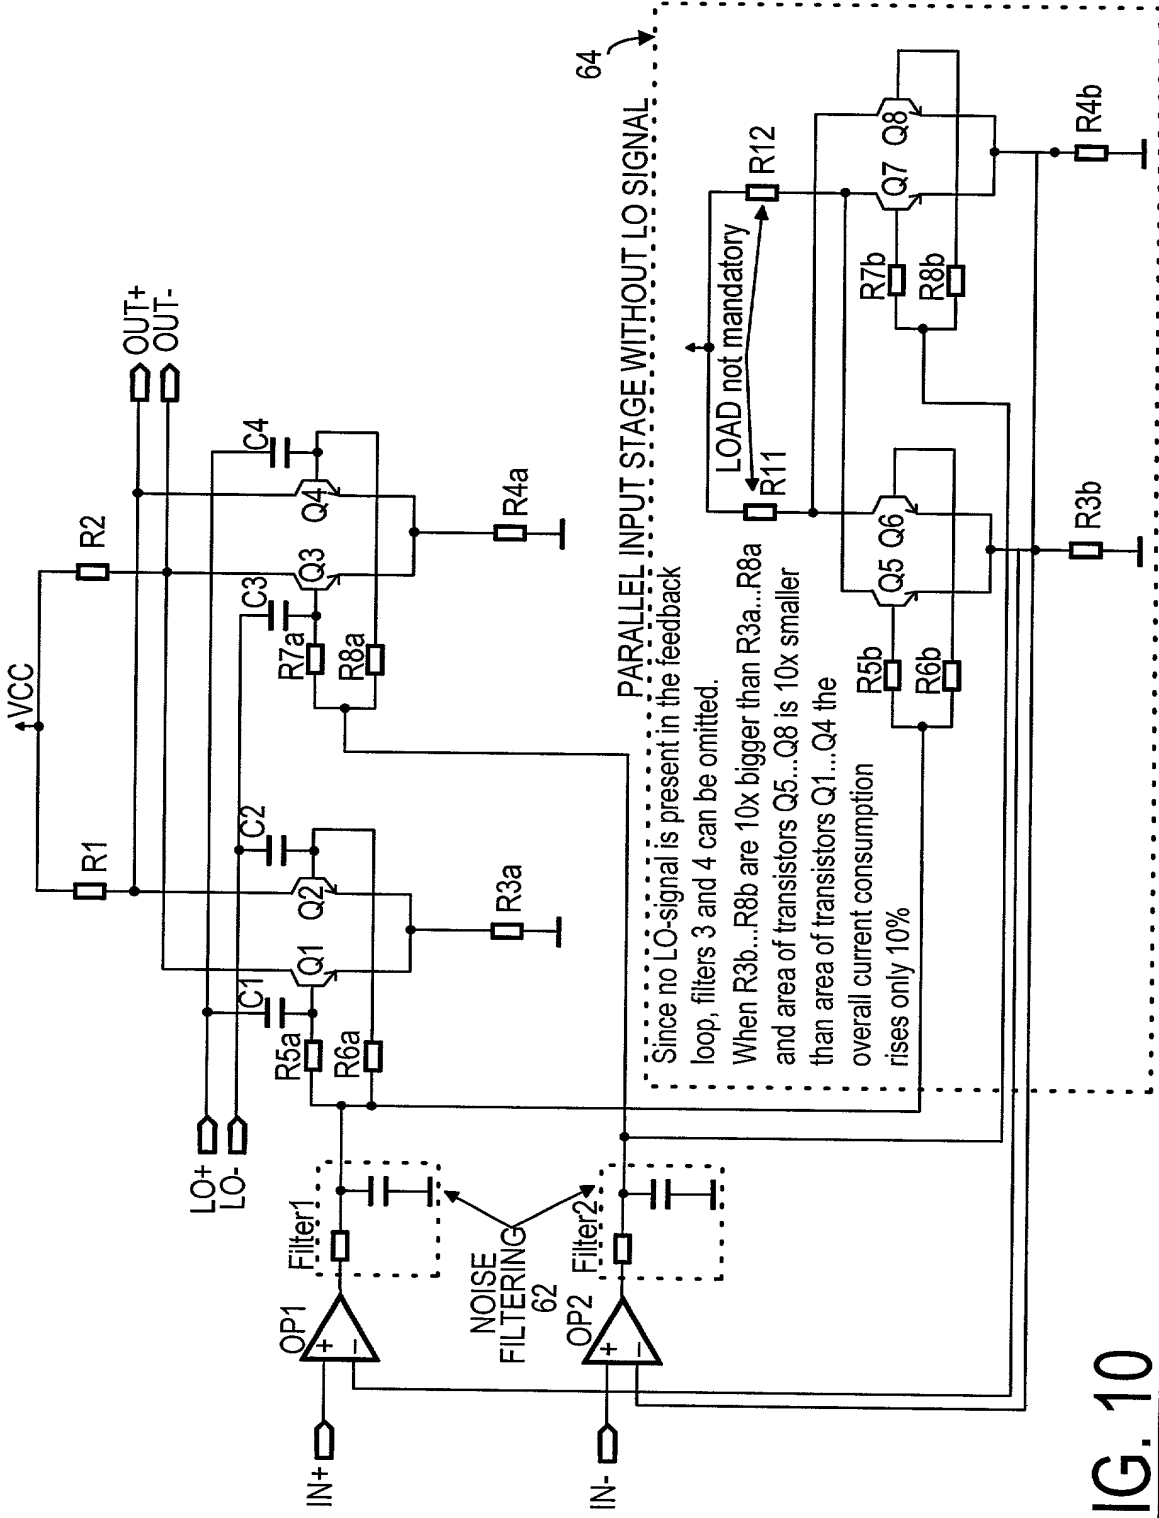 VCC
R1
R2
OUT+
OUT-
LO+
LO-
C1
C2
C3
C4
Q1
Q2
Q3
Q4
R5a
R6a
R7a
R8a
R3a
R4a
Filter1
OP1
+
−
IN+
NOISE
FILTERING
62
Filter2
OP2
+
−
IN-
64
PARALLEL INPUT STAGE WITHOUT LO SIGNAL
Since no LO-signal is present in the feedback
loop, filters 3 and 4 can be omitted.
When R3b...R8b are 10x bigger than R3a...R8a
and area of transistors Q5...Q8 is 10x smaller
than area of transistors Q1...Q4 the
overall current consumption
rises only 10%
LOAD not mandatory
R11
R12
Q5
Q6
Q7
Q8
R5b
R6b
R7b
R8b
R3b
R4b
IG. 10